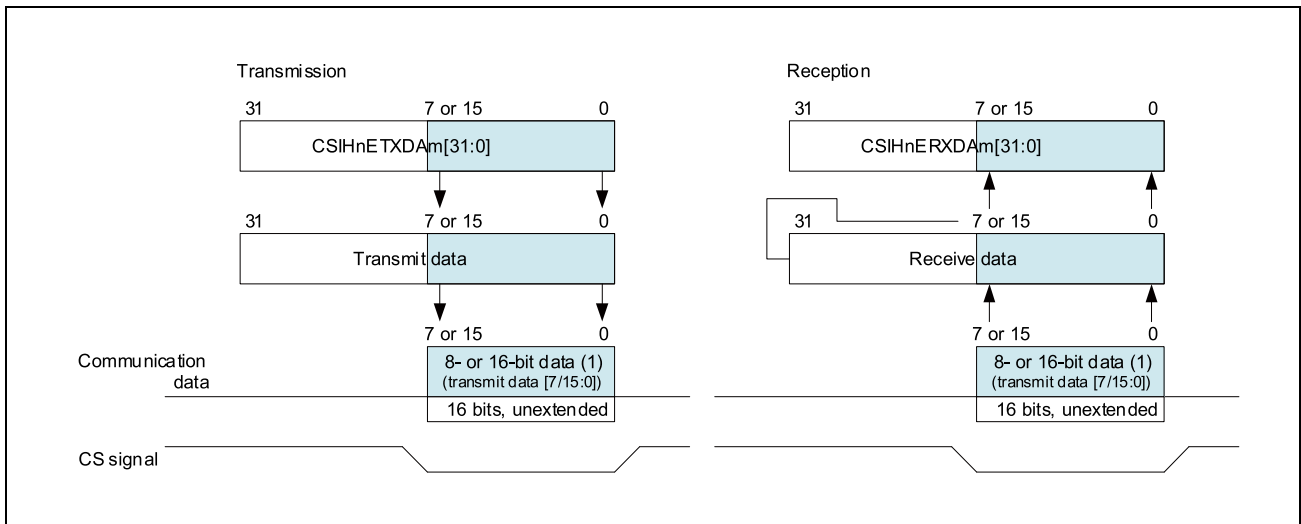 Transmission
31 7 or 15 0
CSIHnETXDAm[31:0]
31 7 or 15 0
Transmit data
7 or 15 0
Communication
data
8- or 16-bit data (1)
(transmit data [7/15:0])
16 bits, unextended
CS signal
Reception
31 7 or 15 0
CSIHnERXDAm[31:0]
31 7 or 15 0
Receive data
7 or 15 0
8- or 16-bit data (1)
(transmit data [7/15:0])
16 bits, unextended